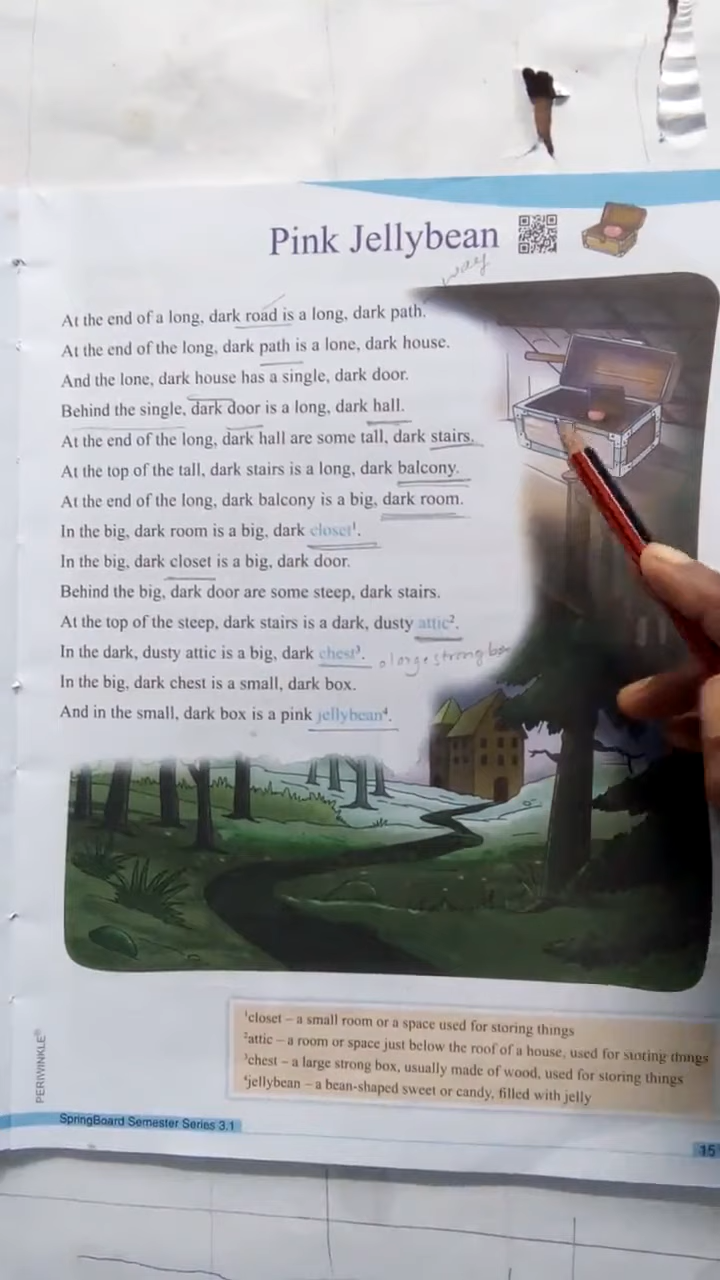 Pink Jellybean
way
At the end of a long, dark road is a long, dark path.
At the end of the long, dark path is a lone, dark house.
And the lone, dark house has a single, dark door.
Behind the single, dark door is a long, dark hall.
At the end of the long, dark hall are some tall, dark stairs.
At the top of the tall, dark stairs is a long, dark balcony.
At the end of the long, dark balcony is a big, dark room.
In the big, dark room is a big, dark closet¹.
In the big, dark closet is a big, dark door.
Behind the big, dark door are some steep, dark stairs.
At the top of the steep, dark stairs is a dark, dusty attic².
In the dark, dusty attic is a big, dark chest³. a large strong
In the big, dark chest is a small, dark box.
And in the small, dark box is a pink jellybean⁴.
¹closet – a small room or a space used for storing things
²attic – a room or space just below the roof of a house, used for storing things
³chest – a large strong box, usually made of wood, used for storing things
⁴jellybean – a bean-shaped sweet or candy, filled with jelly
PERIWINKLE®
SpringBoard Semester Series 3.1
15